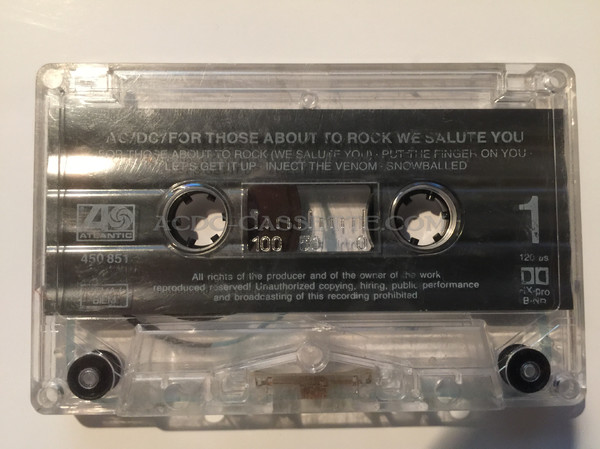 AC/DC/FOR THOSE ABOUT TO ROCK WE SALUTE YOU
FOR THOSE ABOUT TO ROCK (WE SALUTE YOU) · PUT THE FINGER ON YOU ·
LET'S GET IT UP · INJECT THE VENOM · SNOWBALLED
ATLANTIC
ACDC-CASSETTE.COM
1
100 50 0
450 851
120 µs
All rights of the producer and of the owner of the work
reproduced reserved! Unauthorized copying, hiring, public performance
and broadcasting of this recording prohibited
BIEM
HX-pro
B-NR